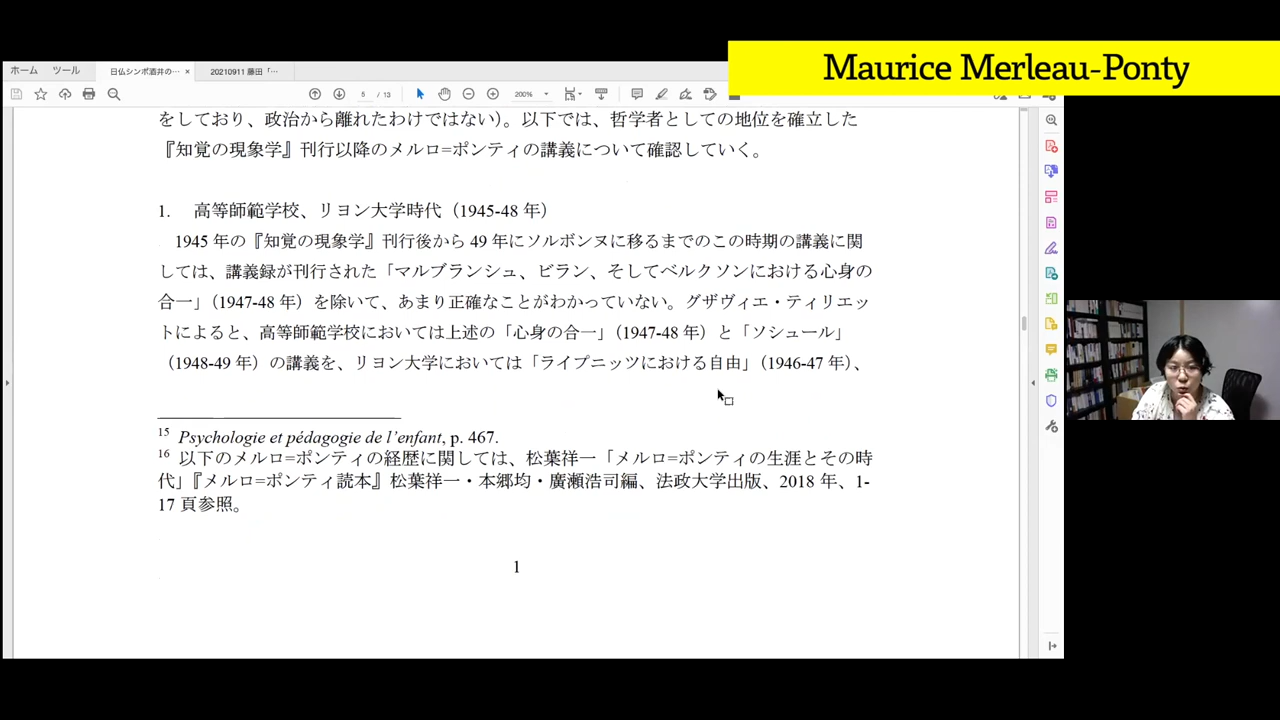 Maurice Merleau-Ponty
ホーム ツール 日仏シンポ酒井の… × 20210911 藤田「…
5 / 13 200%
をしており、政治から離れたわけではない）。以下では、哲学者としての地位を確立した
『知覚の現象学』刊行以降のメルロ=ポンティの講義について確認していく。
1. 高等師範学校、リヨン大学時代（1945-48 年）
1945 年の『知覚の現象学』刊行後から 49 年にソルボンヌに移るまでのこの時期の講義に関
しては、講義録が刊行された「マルブランシュ、ビラン、そしてベルクソンにおける心身の
合一」（1947-48 年）を除いて、あまり正確なことがわかっていない。グザヴィエ・ティリエッ
トによると、高等師範学校においては上述の「心身の合一」（1947-48 年）と「ソシュール」
（1948-49 年）の講義を、リヨン大学においては「ライプニッツにおける自由」（1946-47 年）、
15 Psychologie et pédagogie de l’enfant, p. 467.
16 以下のメルロ=ポンティの経歴に関しては、松葉祥一「メルロ=ポンティの生涯とその時
代」『メルロ=ポンティ読本』松葉祥一・本郷均・廣瀬浩司編、法政大学出版、2018 年、1-
17 頁参照。
1